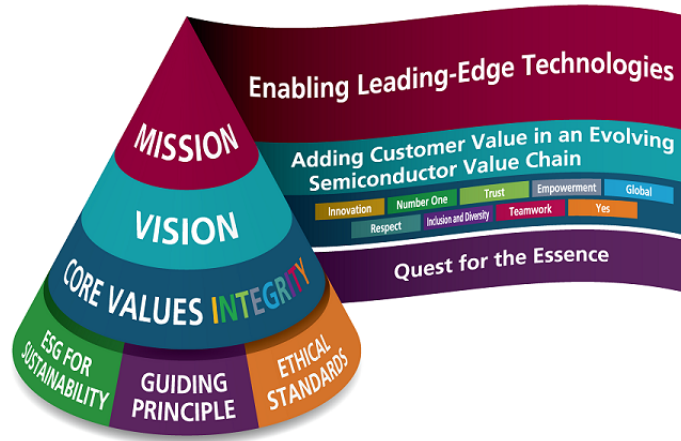 MISSION
Enabling Leading-Edge Technologies
VISION
Adding Customer Value in an Evolving
Semiconductor Value Chain
CORE VALUES INTEGRITY
Innovation Number One Trust Empowerment Global
Respect Inclusion and Diversity Teamwork Yes
ESG FOR
SUSTAINABILITY
GUIDING
PRINCIPLE
ETHICAL
STANDARDS
Quest for the Essence